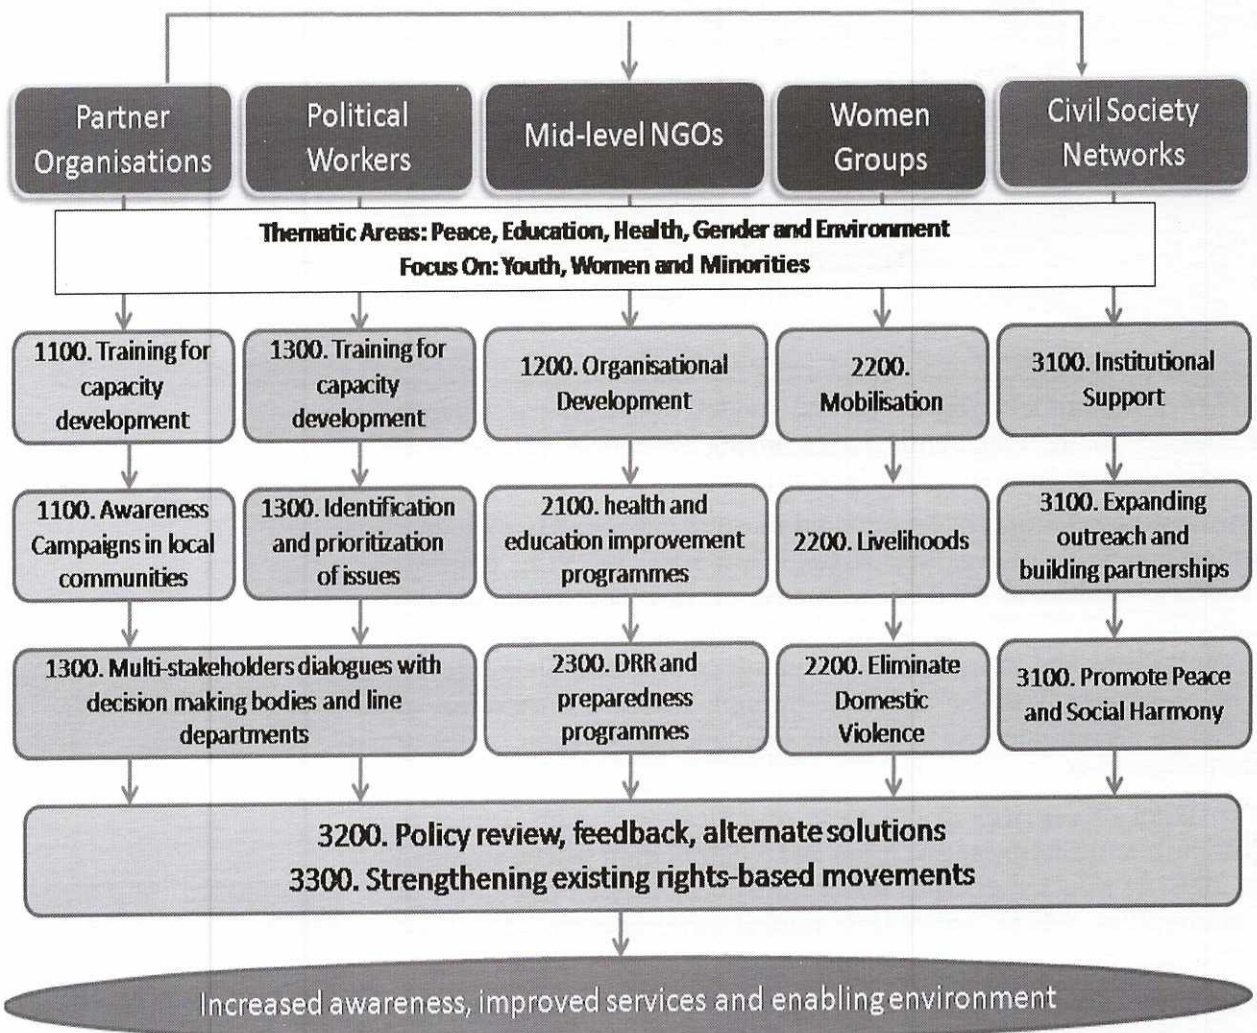 Partner
Organisations
Political
Workers
Mid-level NGOs
Women
Groups
Civil Society
Networks
Thematic Areas: Peace, Education, Health, Gender and Environment
Focus On: Youth, Women and Minorities
1100. Training for
capacity
development
1300. Training for
capacity
development
1200. Organisational
Development
2200.
Mobilisation
3100. Institutional
Support
1100. Awareness
Campaigns in local
communities
1300. Identification
and prioritization
of issues
2100. health and
education improvement
programmes
2200. Livelihoods
3100. Expanding
outreach and
building partnerships
1300. Multi-stakeholders dialogues with
decision making bodies and line
departments
2300. DRR and
preparedness
programmes
2200. Eliminate
Domestic
Violence
3100. Promote Peace
and Social Harmony
3200. Policy review, feedback, alternate solutions
3300. Strengthening existing rights-based movements
Increased awareness, improved services and enabling environment